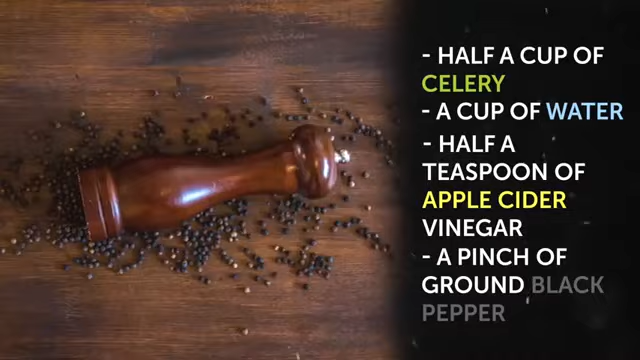 - HALF A CUP OF
CELERY
- A CUP OF WATER
- HALF A
TEASPOON OF
APPLE CIDER
VINEGAR
- A PINCH OF
GROUND BLACK
PEPPER